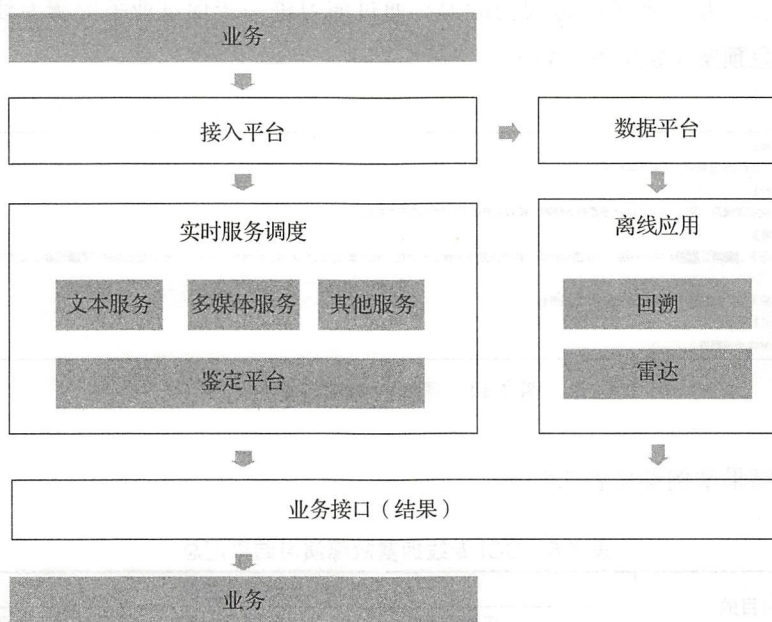 业务
接入平台
数据平台
实时服务调度
离线应用
文本服务 多媒体服务 其他服务
回溯
鉴定平台
雷达
业务接口（结果）
业务